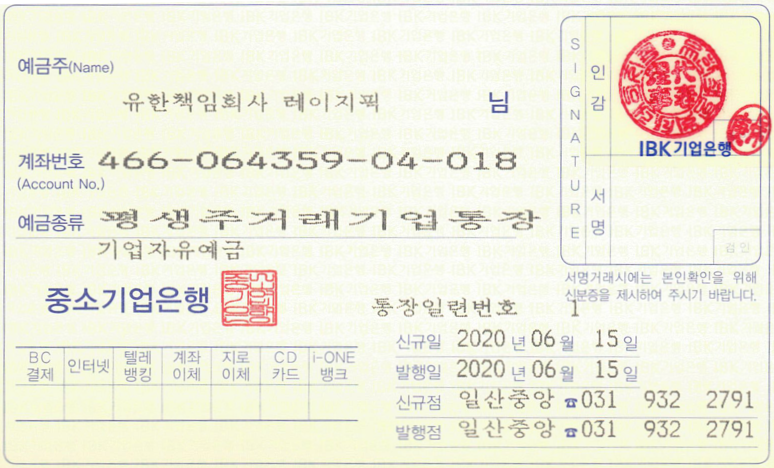 예금주(Name)
유한책임회사 레이지픽 님
계좌번호 466-064359-04-018
(Account No.)
예금종류 평생주거래기업통장
기업자유예금
중소기업은행
SIGNATURE
인감
IBK기업은행
서명
검인
서명거래시에는 본인확인을 위해
신분증을 제시하여 주시기 바랍니다.
통장일련번호 1
신규일 2020 년 06 월 15 일
발행일 2020 년 06 월 15 일
신규점 일산중앙 ☎031 932 2791
발행점 일산중앙 ☎031 932 2791
BC 결제 인터넷 텔레 뱅킹 계좌 이체 지로 이체 CD 카드 i-ONE 뱅크